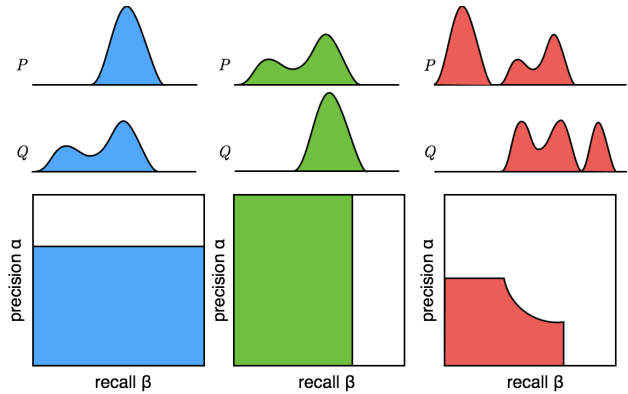 P
P
P
Q
Q
Q
precision α
precision α
precision α
recall β
recall β
recall β